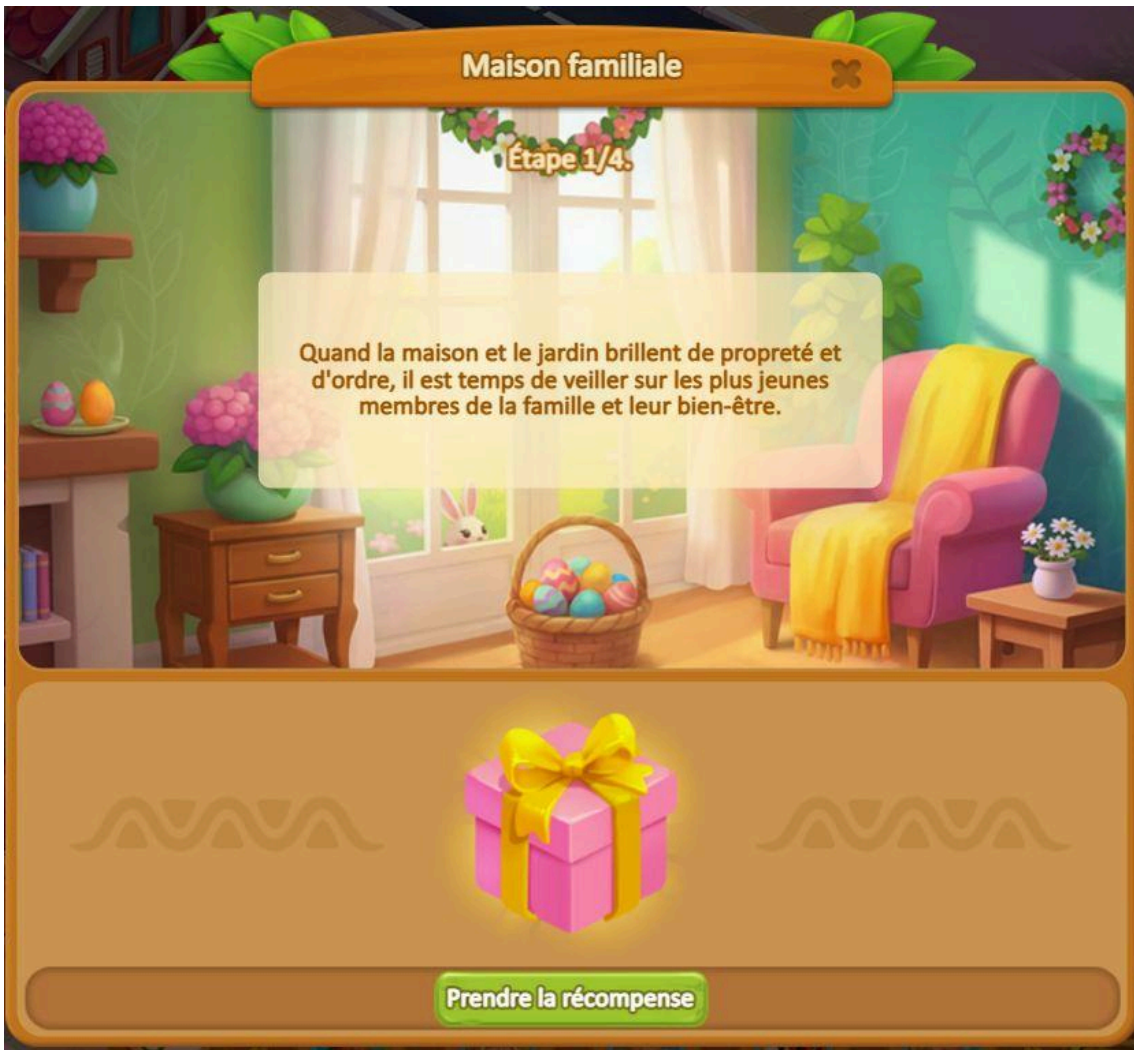 Maison familiale
Étape 1/4.
Quand la maison et le jardin brillent de propreté et
d'ordre, il est temps de veiller sur les plus jeunes
membres de la famille et leur bien-être.
Prendre la récompense